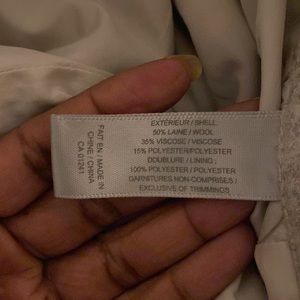 EXTÉRIEUR / SHELL
50% LAINE / WOOL
35% VISCOSE / VISCOSE
15% POLYESTER/POLYESTER
DOUBLURE / LINING ;
100% POLYESTER / POLYESTER
GARNITURES NON-COMPRISES /
EXCLUSIVE OF TRIMMINGS
FAIT EN / MADE IN
CHINE / CHINA
CA 01241